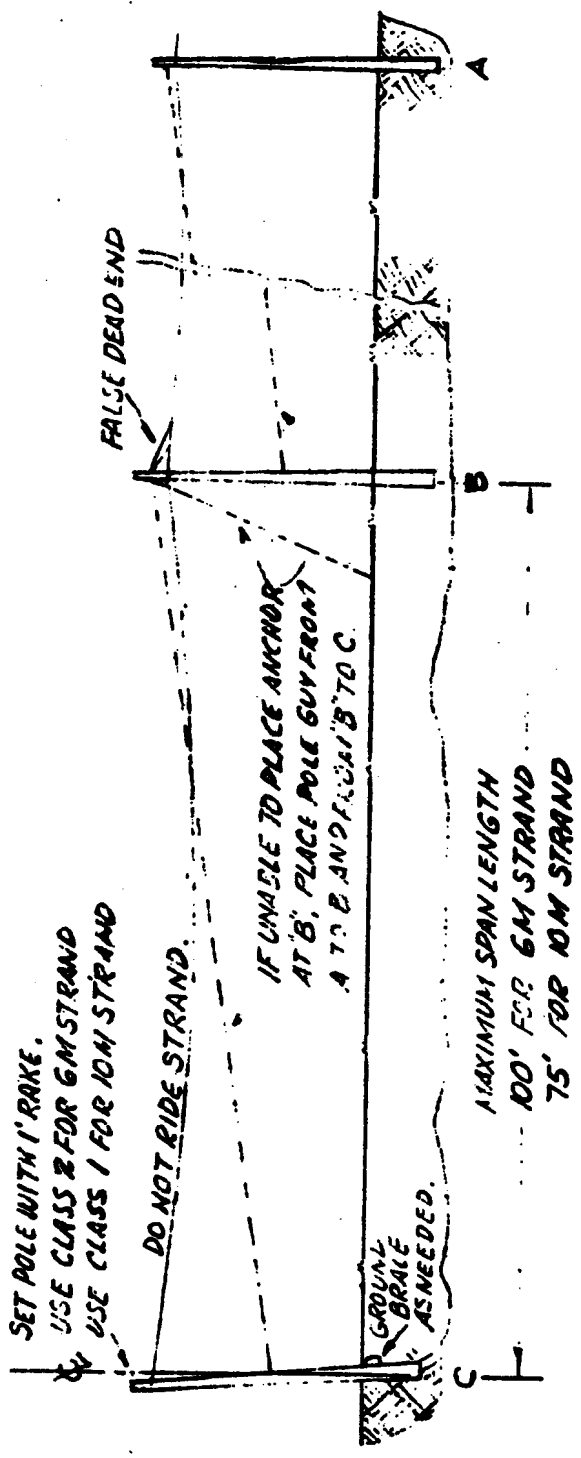 SET POLE WITH 1' RAKE.
USE CLASS 2 FOR 6M STRAND
USE CLASS 1 FOR 10M STRAND
DO NOT RIDE STRAND.
FALSE DEAD END
IF UNABLE TO PLACE ANCHOR
AT "B", PLACE POLE GUY FROM
A TO B AND FROM "B" TO C
GROUND
BRACE
AS NEEDED.
C
B
A
MAXIMUM SPAN LENGTH
100' FOR 6M STRAND
75' FOR 10M STRAND